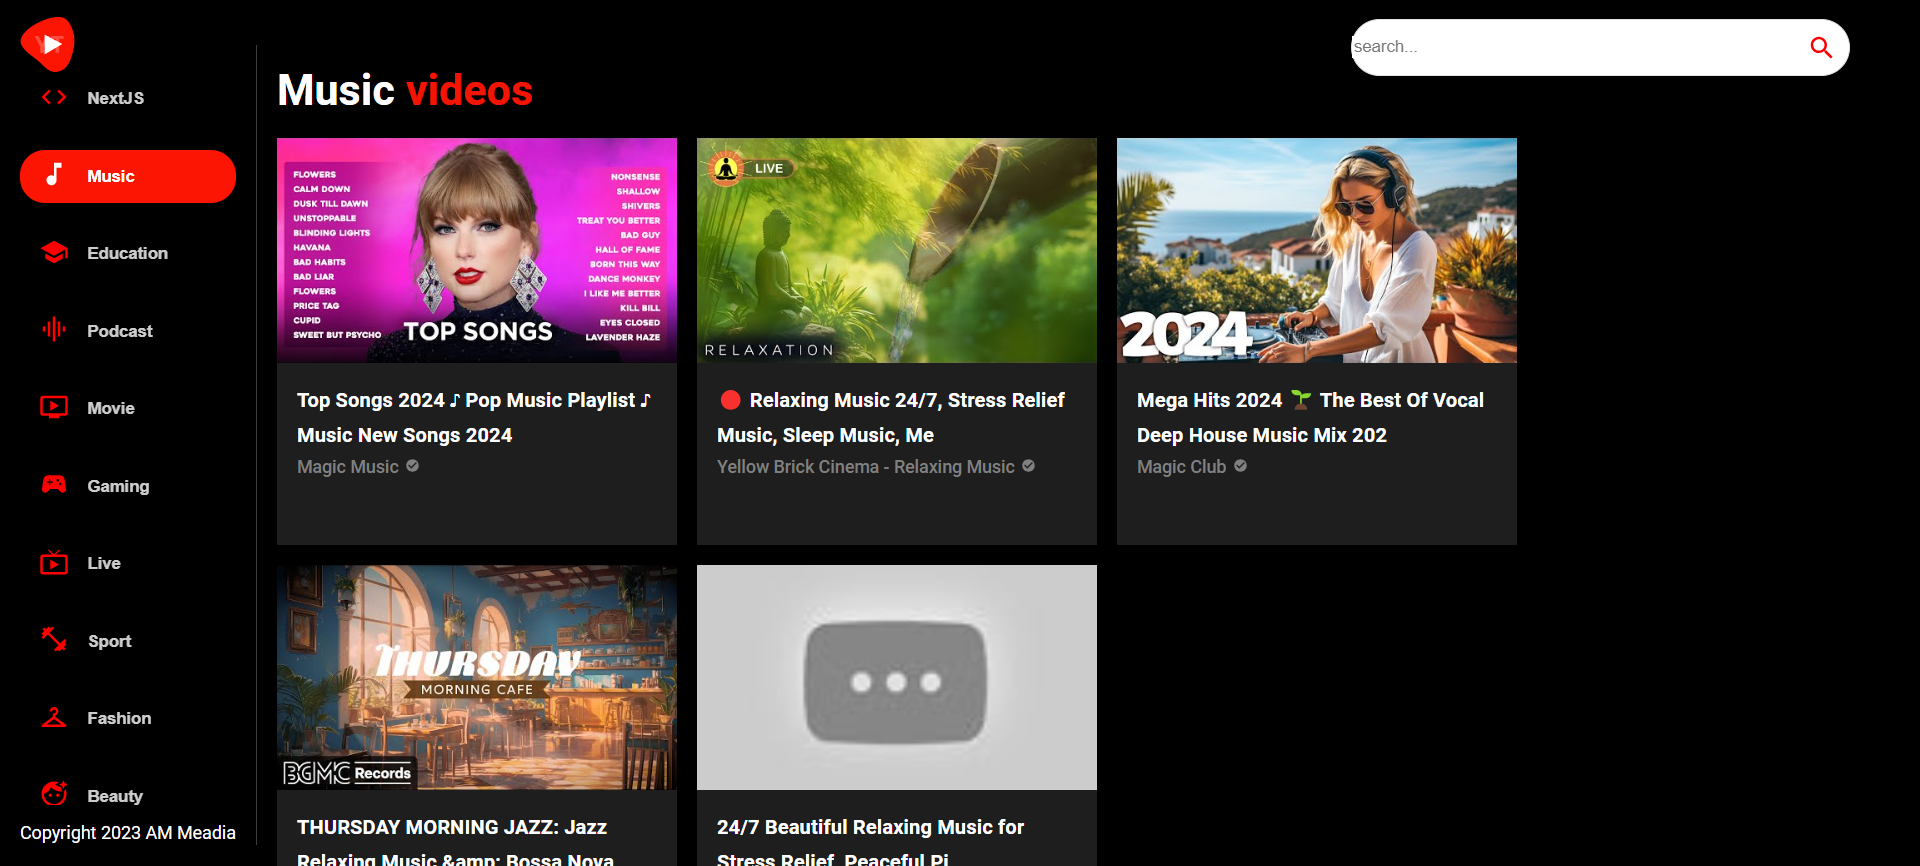 YT
search...
NextJS
Music
Education
Podcast
Movie
Gaming
Live
Sport
Fashion
Beauty
Copyright 2023 AM Meadia
Music videos
FLOWERS
CALM DOWN
DUSK TILL DAWN
UNSTOPPABLE
BLINDING LIGHTS
HAVANA
BAD HABITS
BAD LIAR
FLOWERS
PRICE TAG
CUPID
SWEET BUT PSYCHO
TOP SONGS
NONSENSE
SHALLOW
SHIVERS
TREAT YOU BETTER
BAD GUY
HALL OF FAME
BORN THIS WAY
DANCE MONKEY
I LIKE ME BETTER
KILL BILL
EYES CLOSED
LAVENDER HAZE
Top Songs 2024 ♪ Pop Music Playlist ♪
Music New Songs 2024
Magic Music
LIVE
RELAXATION
🔴 Relaxing Music 24/7, Stress Relief
Music, Sleep Music, Me
Yellow Brick Cinema - Relaxing Music
2024
Mega Hits 2024 🌱 The Best Of Vocal
Deep House Music Mix 202
Magic Club
THURSDAY
MORNING CAFE
BGMC Records
THURSDAY MORNING JAZZ: Jazz
Relaxing Music &amp; Bossa Nova
24/7 Beautiful Relaxing Music for
Stress Relief, Peaceful Pi